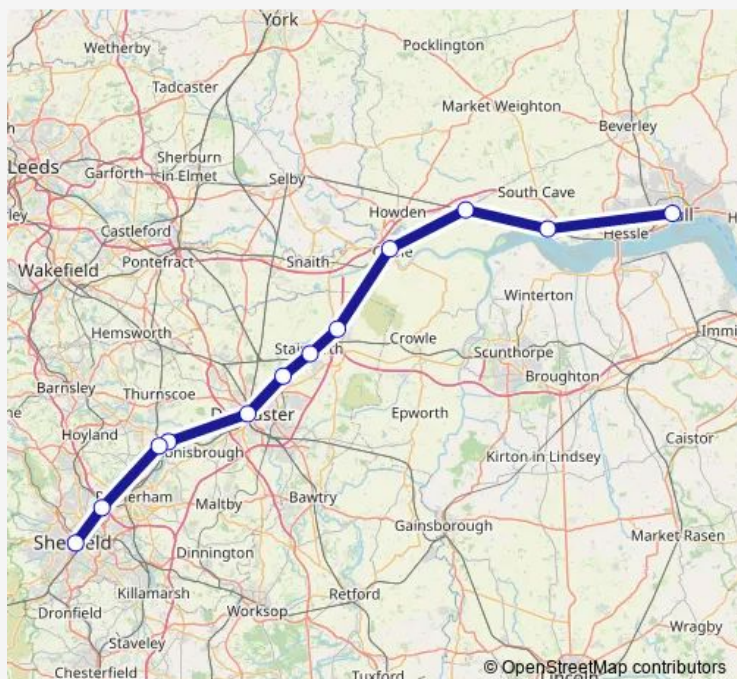 York
Pocklington
Wetherby
Tadcaster
Market Weighton
Beverley
Leeds
Garforth
Sherburn
in Elmet
Selby
South Cave
Howden
Castleford
Hessle
Wakefield
Pontefract
Snaith
Winterton
Hemsworth
Crowle
Scunthorpe
Broughton
Barnsley
Thurnscoe
Epworth
Hoyland
Caistor
Kirton in Lindsey
Maltby
Bawtry
Gainsborough
Dinnington
Market Rasen
Killamarsh
Dronfield
Worksop
Retford
Wragby
Staveley
Chesterfield
Tuxford
© OpenStreetMap contributors